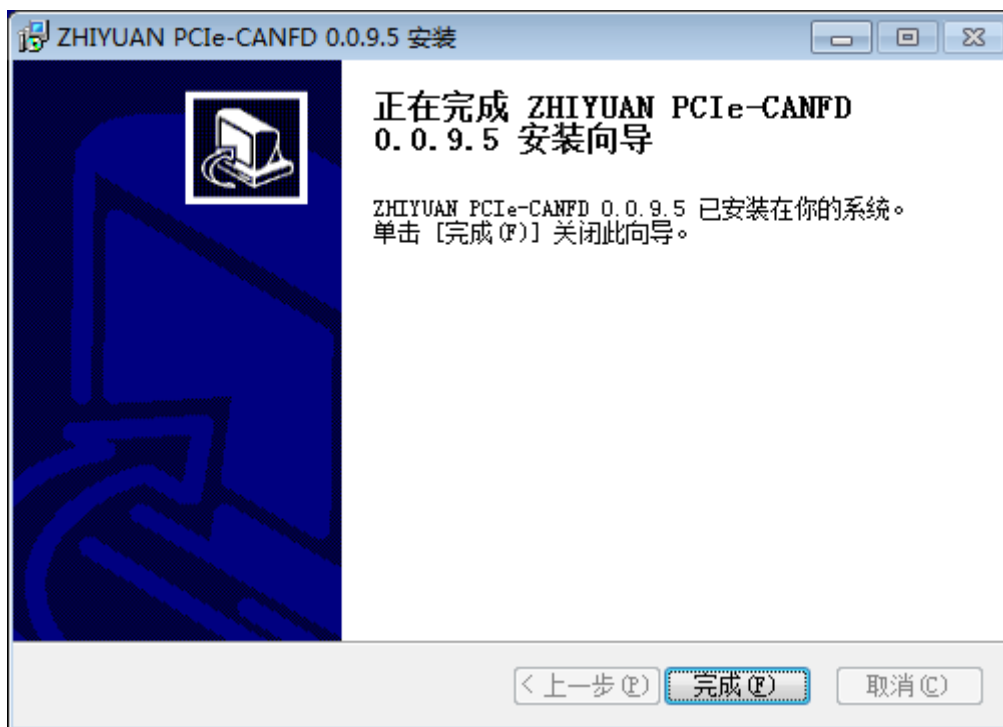 ZHIYUAN PCIe-CANFD 0.0.9.5 安装
正在完成 ZHIYUAN PCIe-CANFD
0.0.9.5 安装向导
ZHIYUAN PCIe-CANFD 0.0.9.5 已安装在你的系统。
单击 [完成(F)] 关闭此向导。
< 上一步(P) 完成(F) 取消(C)